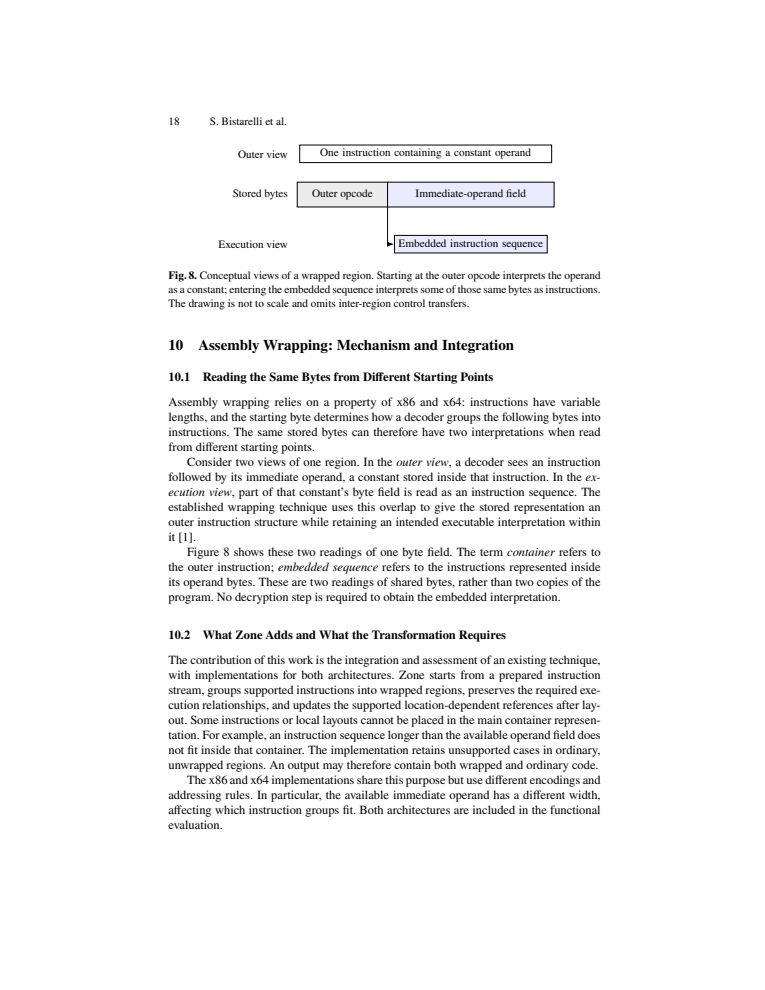 18 S. Bistarelli et al.
Outer view One instruction containing a constant operand
Stored bytes Outer opcode Immediate-operand field
Execution view Embedded instruction sequence
Fig. 8. Conceptual views of a wrapped region. Starting at the outer opcode interprets the operand
as a constant; entering the embedded sequence interprets some of those same bytes as instructions.
The drawing is not to scale and omits inter-region control transfers.
10 Assembly Wrapping: Mechanism and Integration
10.1 Reading the Same Bytes from Different Starting Points
Assembly wrapping relies on a property of x86 and x64: instructions have variable
lengths, and the starting byte determines how a decoder groups the following bytes into
instructions. The same stored bytes can therefore have two interpretations when read
from different starting points.
Consider two views of one region. In the outer view, a decoder sees an instruction
followed by its immediate operand, a constant stored inside that instruction. In the ex-
ecution view, part of that constant's byte field is read as an instruction sequence. The
established wrapping technique uses this overlap to give the stored representation an
outer instruction structure while retaining an intended executable interpretation within
it [1].
Figure 8 shows these two readings of one byte field. The term container refers to
the outer instruction; embedded sequence refers to the instructions represented inside
its operand bytes. These are two readings of shared bytes, rather than two copies of the
program. No decryption step is required to obtain the embedded interpretation.
10.2 What Zone Adds and What the Transformation Requires
The contribution of this work is the integration and assessment of an existing technique,
with implementations for both architectures. Zone starts from a prepared instruction
stream, groups supported instructions into wrapped regions, preserves the required exe-
cution relationships, and updates the supported location-dependent references after lay-
out. Some instructions or local layouts cannot be placed in the main container represen-
tation. For example, an instruction sequence longer than the available operand field does
not fit inside that container. The implementation retains unsupported cases in ordinary,
unwrapped regions. An output may therefore contain both wrapped and ordinary code.
The x86 and x64 implementations share this purpose but use different encodings and
addressing rules. In particular, the available immediate operand has a different width,
affecting which instruction groups fit. Both architectures are included in the functional
evaluation.